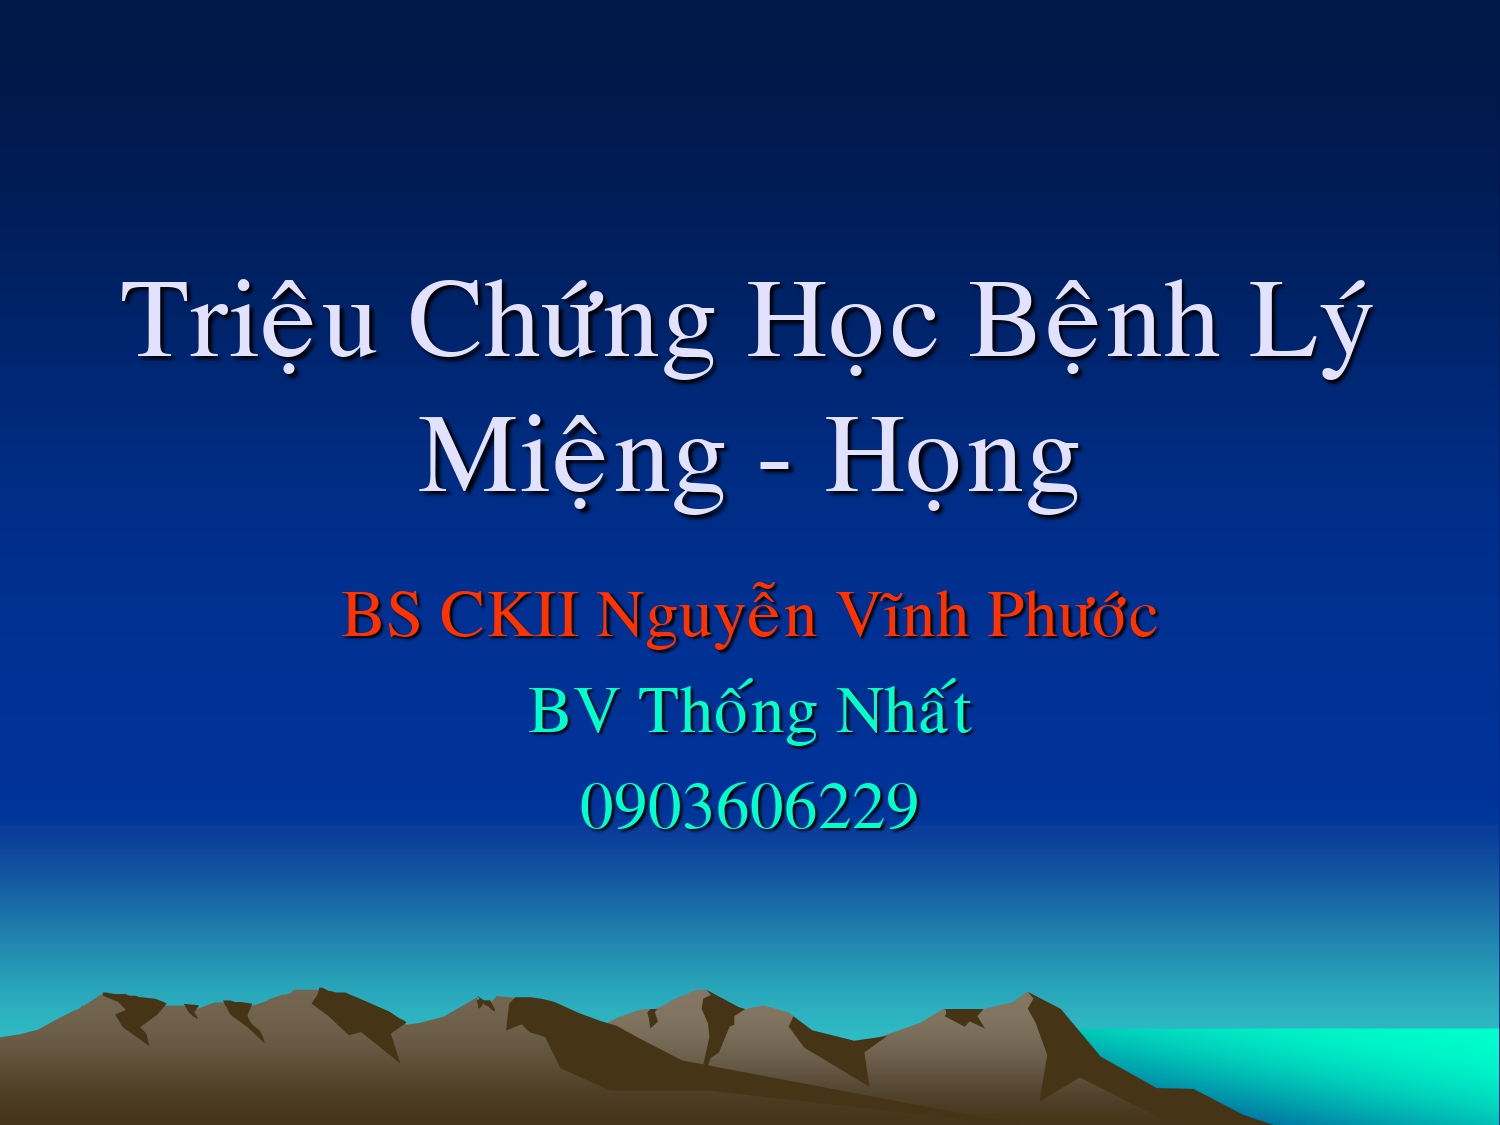 Triệu Chứng Học Bệnh Lý
Miệng - Họng
BS CKII Nguyễn Vĩnh Phước
BV Thống Nhất
0903606229